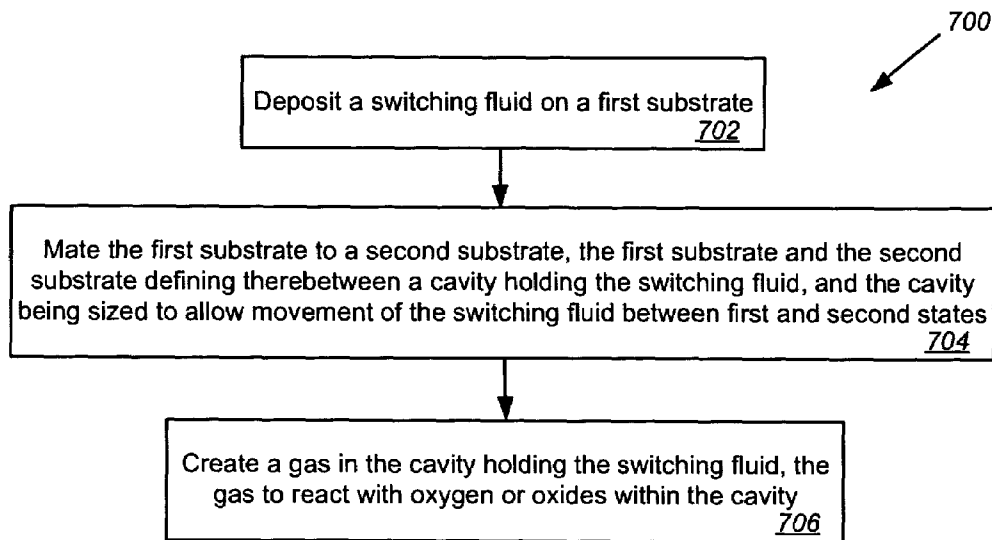 700
Deposit a switching fluid on a first substrate
702
Mate the first substrate to a second substrate, the first substrate and the second
substrate defining therebetween a cavity holding the switching fluid, and the cavity
being sized to allow movement of the switching fluid between first and second states
704
Create a gas in the cavity holding the switching fluid, the
gas to react with oxygen or oxides within the cavity
706